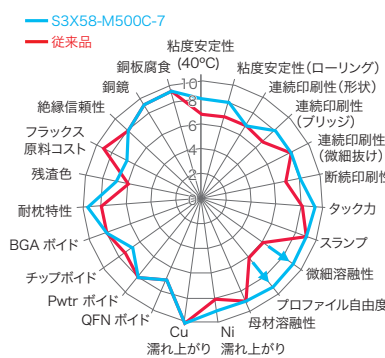 S3X58-M500C-7
従来品
粘度安定性
(40℃)
粘度安定性(ローリング)
連続印刷性(形状)
連続印刷性
(ブリッジ)
連続印刷性
(微細抜け)
断続印刷性
タック力
スランプ
微細溶融性
プロファイル自由度
母材溶融性
Ni
濡れ上がり
Cu
濡れ上がり
QFN ボイド
Pwtr ボイド
チップボイド
BGA ボイド
耐枕特性
残渣色
フラックス
原料コスト
絶縁信頼性
銅鏡
銅板腐食
10
8
6
4
2
0